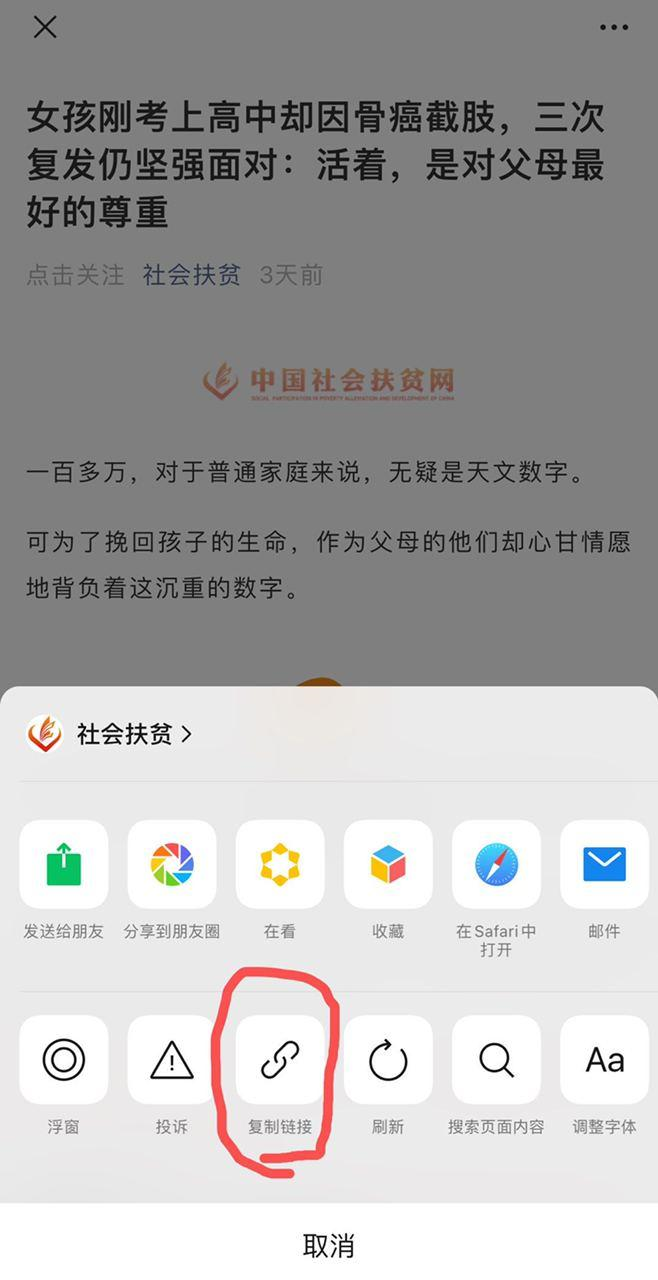 女孩刚考上高中却因骨癌截肢，三次
复发仍坚强面对：活着，是对父母最
好的尊重
点击关注 社会扶贫 3天前
中国社会扶贫网
SOCIAL PARTICIPATION IN POVERTY ALLEVIATION AND DEVELOPMENT OF CHINA
一百多万，对于普通家庭来说，无疑是天文数字。
可为了挽回孩子的生命，作为父母的他们却心甘情愿
地背负着这沉重的数字。
社会扶贫
发送给朋友 分享到朋友圈 在看 收藏 在Safari中 邮件
打开
浮窗 投诉 复制链接 刷新 搜索页面内容 调整字体
Aa
取消